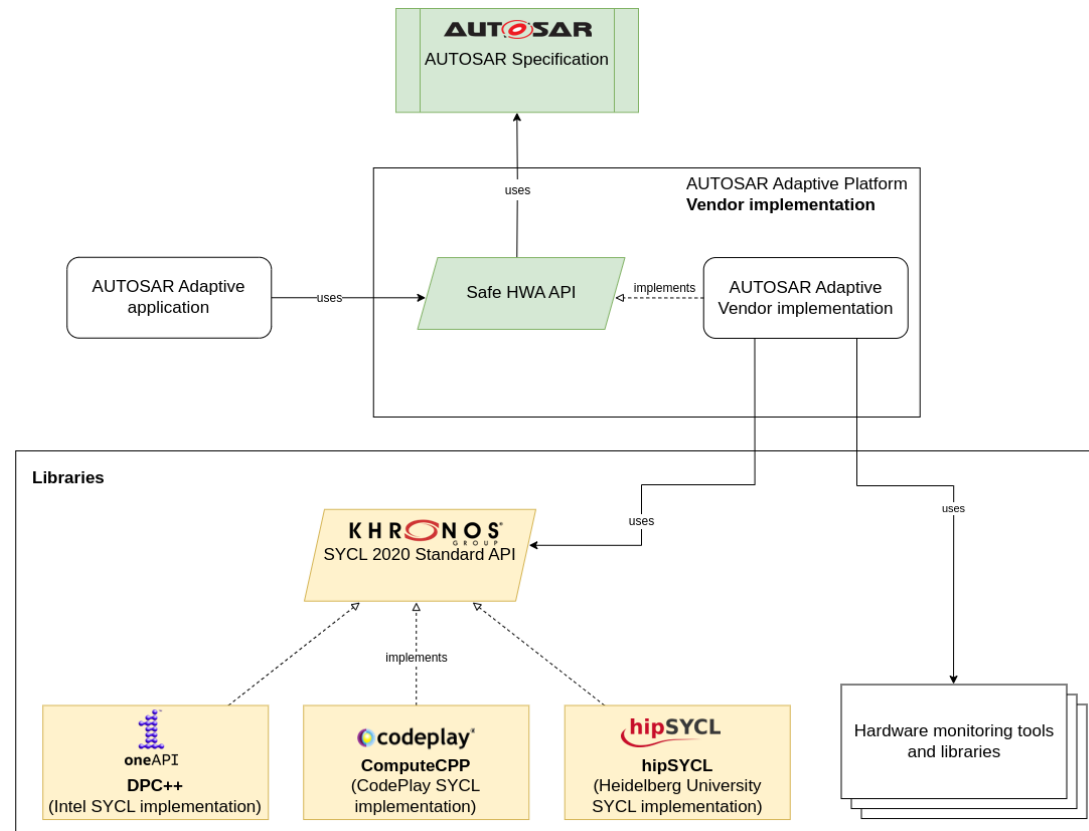 AUTOSAR
AUTOSAR Specification
uses
AUTOSAR Adaptive Platform
Vendor implementation
AUTOSAR Adaptive
application
uses
Safe HWA API
implements
AUTOSAR Adaptive
Vendor implementation
Libraries
KHRONOS
GROUP
SYCL 2020 Standard API
uses
uses
implements
oneAPI
DPC++
(Intel SYCL implementation)
codeplay
ComputeCPP
(CodePlay SYCL
implementation)
hipSYCL
hipSYCL
(Heidelberg University
SYCL implementation)
Hardware monitoring tools
and libraries